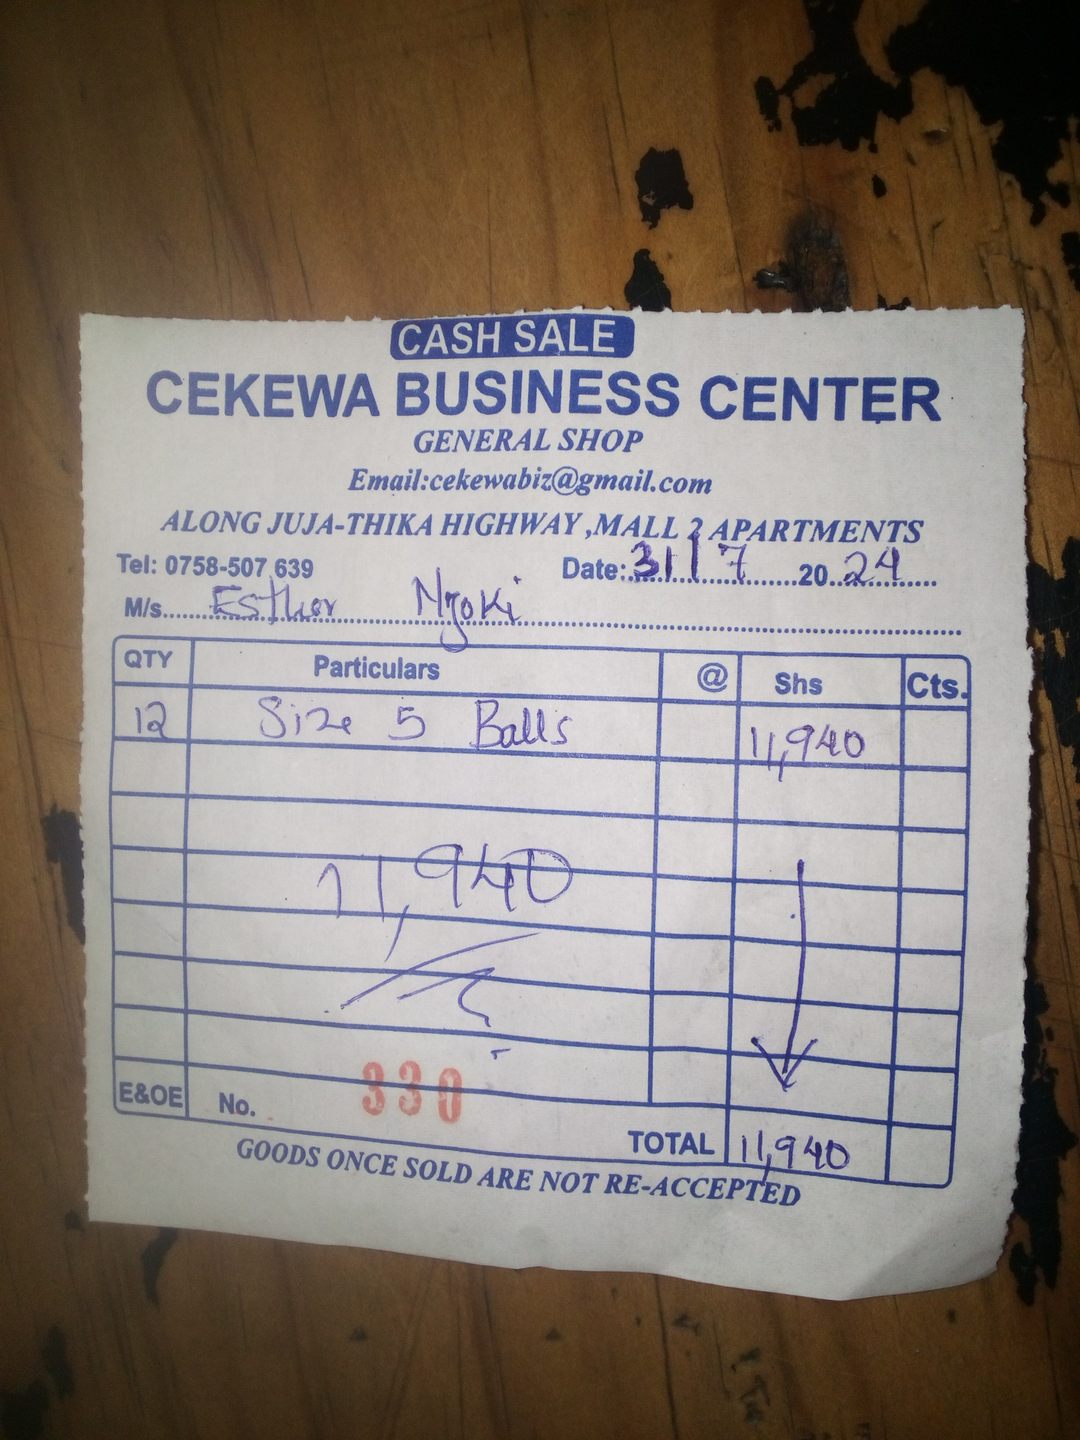 CASH SALE
CEKEWA BUSINESS CENTER
GENERAL SHOP
Email:cekewabiz@gmail.com
ALONG JUJA-THIKA HIGHWAY ,MALL 2 APARTMENTS
Tel: 0758-507 639 Date:31/7 2024
M/s Esther Njoki
QTY Particulars @ Shs Cts.
12 Size 5 Balls 11,940
11,940
E&OE No. 330
TOTAL 11,940
GOODS ONCE SOLD ARE NOT RE-ACCEPTED